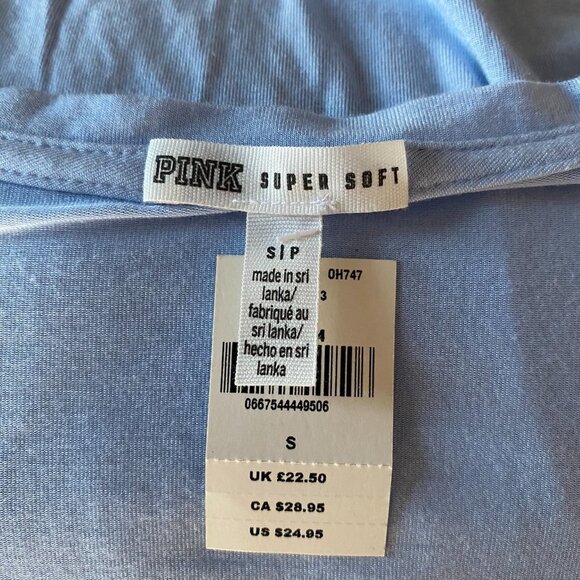 PINK SUPER SOFT
S|P
made in sri
lanka/
fabriqué au
sri lanka/
hecho en sri
lanka
OH747
3
4
0667544449506
S
UK £22.50
CA $28.95
US $24.95